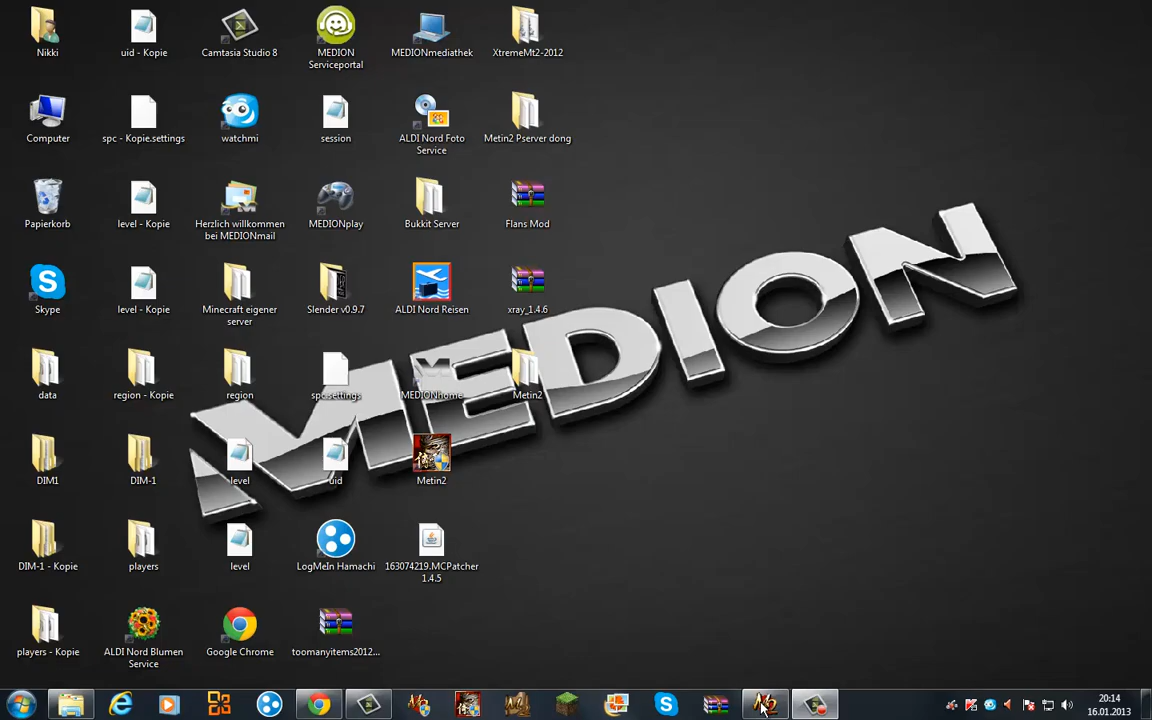 Nikki
uid - Kopie
Camtasia Studio 8
MEDION
Serviceportal
MEDIONmediathek
XtremeMt2-2012
Computer
spc - Kopie.settings
watchmi
session
ALDI Nord Foto
Service
Metin2 Pserver dong
Papierkorb
level - Kopie
Herzlich willkommen
bei MEDIONmail
MEDIONplay
Bukkit Server
Flans Mod
Skype
level - Kopie
Minecraft eigener
server
Slender v0.9.7
ALDI Nord Reisen
xray_1.4.6
data
region - Kopie
region
spc.settings
MEDIONhome
Metin2
DIM1
DIM-1
level
uid
Metin2
DIM-1 - Kopie
players
level
LogMeIn Hamachi
163074219.MCPatcher
1.4.5
players - Kopie
ALDI Nord Blumen
Service
Google Chrome
toomanyitems2012...
MEDION
20:14
16.01.2013